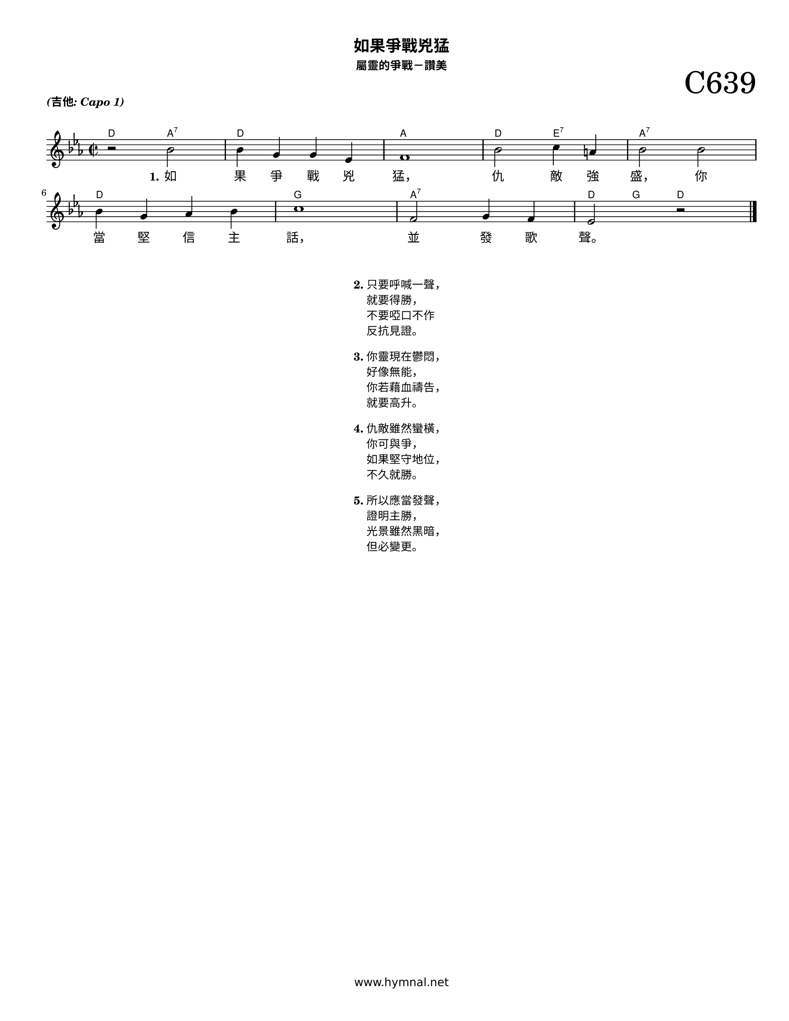 如果爭戰兇猛
屬靈的爭戰－讚美
C639
(吉他: Capo 1)
D A7 D A D E7 A7
1. 如 果 爭 戰 兇 猛， 仇 敵 強 盛， 你
6
D G A7 D G D
當 堅 信 主 話， 並 發 歌 聲。
2. 只要呼喊一聲，
就要得勝，
不要啞口不作
反抗見證。
3. 你靈現在鬱悶，
好像無能，
你若藉血禱告，
就要高升。
4. 仇敵雖然蠻橫，
你可與爭，
如果堅守地位，
不久就勝。
5. 所以應當發聲，
證明主勝，
光景雖然黑暗，
但必變更。
www.hymnal.net